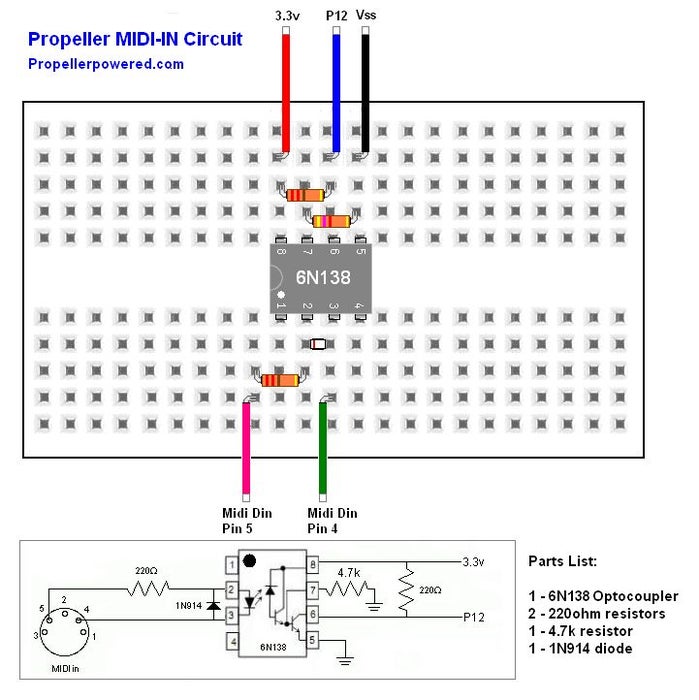 3.3v P12 Vss
Propeller MIDI-IN Circuit
Propellerpowered.com
8 7 6 5
6N138
1 2 3 4
Midi Din
Pin 5
Midi Din
Pin 4
220Ω
1N914
5 2 4
3 1
MIDI in
1
2
3
4
8
7
6
5
6N138
4.7k
220Ω
3.3v
P12
Parts List:
1 - 6N138 Optocoupler
2 - 220ohm resistors
1 - 4.7k resistor
1 - 1N914 diode